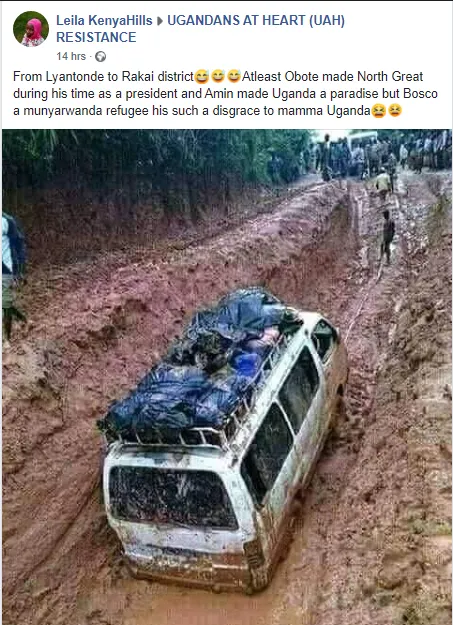 Leila KenyaHills ▸ UGANDANS AT HEART (UAH)
RESISTANCE
14 hrs ·
From Lyantonde to Rakai district😅😅😅Atleast Obote made North Great
during his time as a president and Amin made Uganda a paradise but Bosco
a munyarwanda refugee his such a disgrace to mamma Uganda😫😫